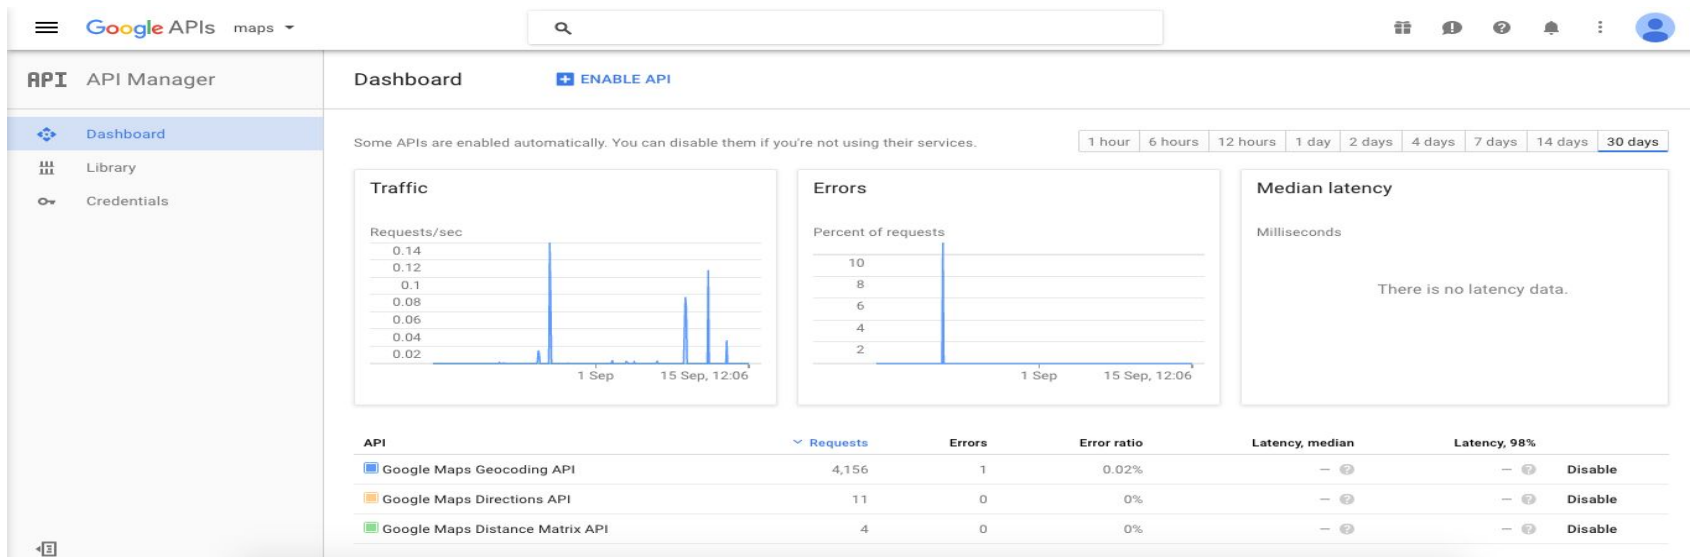 Google APIs maps
API API Manager
Dashboard
ENABLE API
Dashboard
Library
Credentials
Some APIs are enabled automatically. You can disable them if you're not using their services.
1 hour 6 hours 12 hours 1 day 2 days 4 days 7 days 14 days 30 days
Traffic
Requests/sec
0.14
0.12
0.1
0.08
0.06
0.04
0.02
1 Sep 15 Sep, 12:06
Errors
Percent of requests
10
8
6
4
2
1 Sep 15 Sep, 12:06
Median latency
Milliseconds
There is no latency data.
API Requests Errors Error ratio Latency, median Latency, 98%
Google Maps Geocoding API 4,156 1 0.02% – – Disable
Google Maps Directions API 11 0 0% – – Disable
Google Maps Distance Matrix API 4 0 0% – – Disable